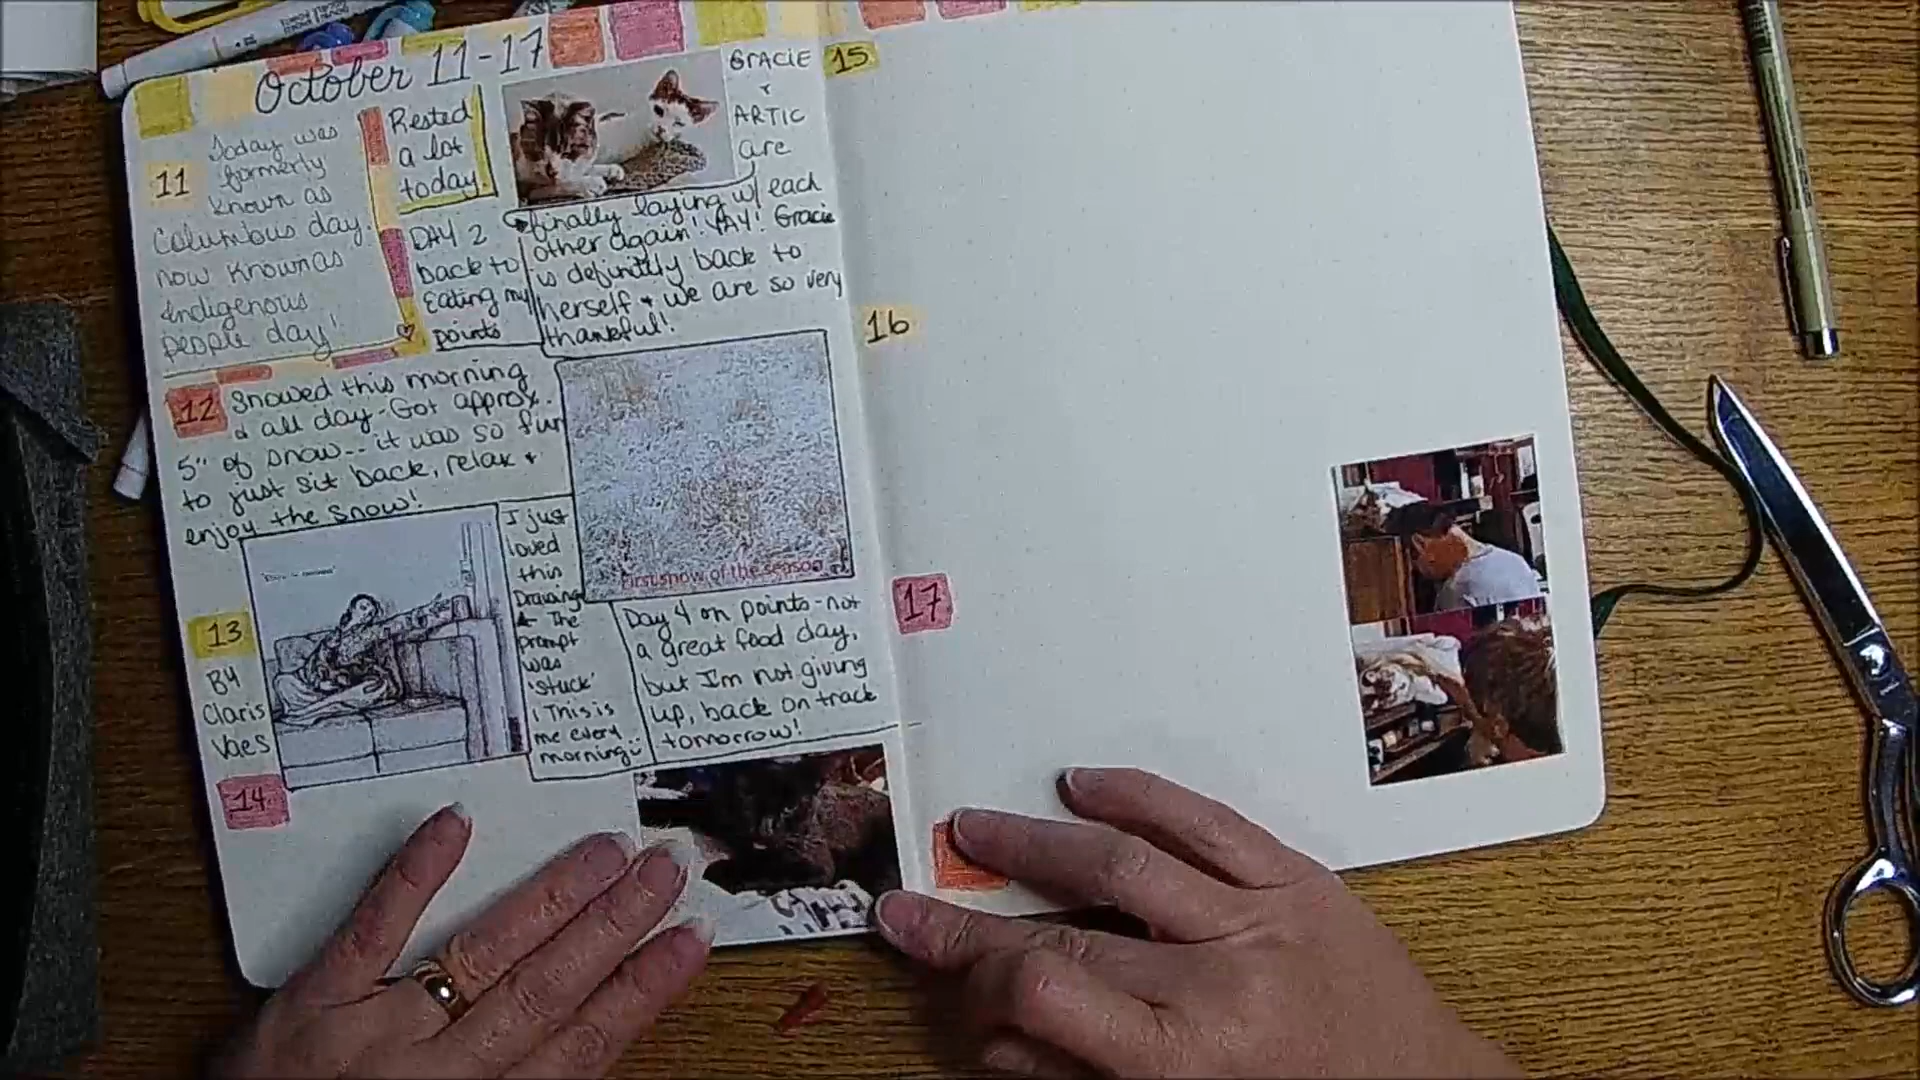 October 11-17
11
Today was
formerly
known as
Columbus day.
now known as
Indigenous
people day!
Rested
a lot
today.
DAY 2
back to
Eating my
points
GRACIE
+
ARTIC
are
finally laying w/ each
other again! YAY! Gracie
is definitly back to
herself + we are so very
thankful!
12
Snowed this morning
+ all day - Got approx.
5" of snow-- it was so fun
to just sit back, relax +
enjoy the snow!
First snow of the season
13
By
Claris
Vaes
I just
loved
this
Drawing
The
prompt
was
'stuck'
! This is
me every
morning
Day 4 on points - not
a great food day,
but I'm not giving
up, back on track
tomorrow!
14
15
16
17